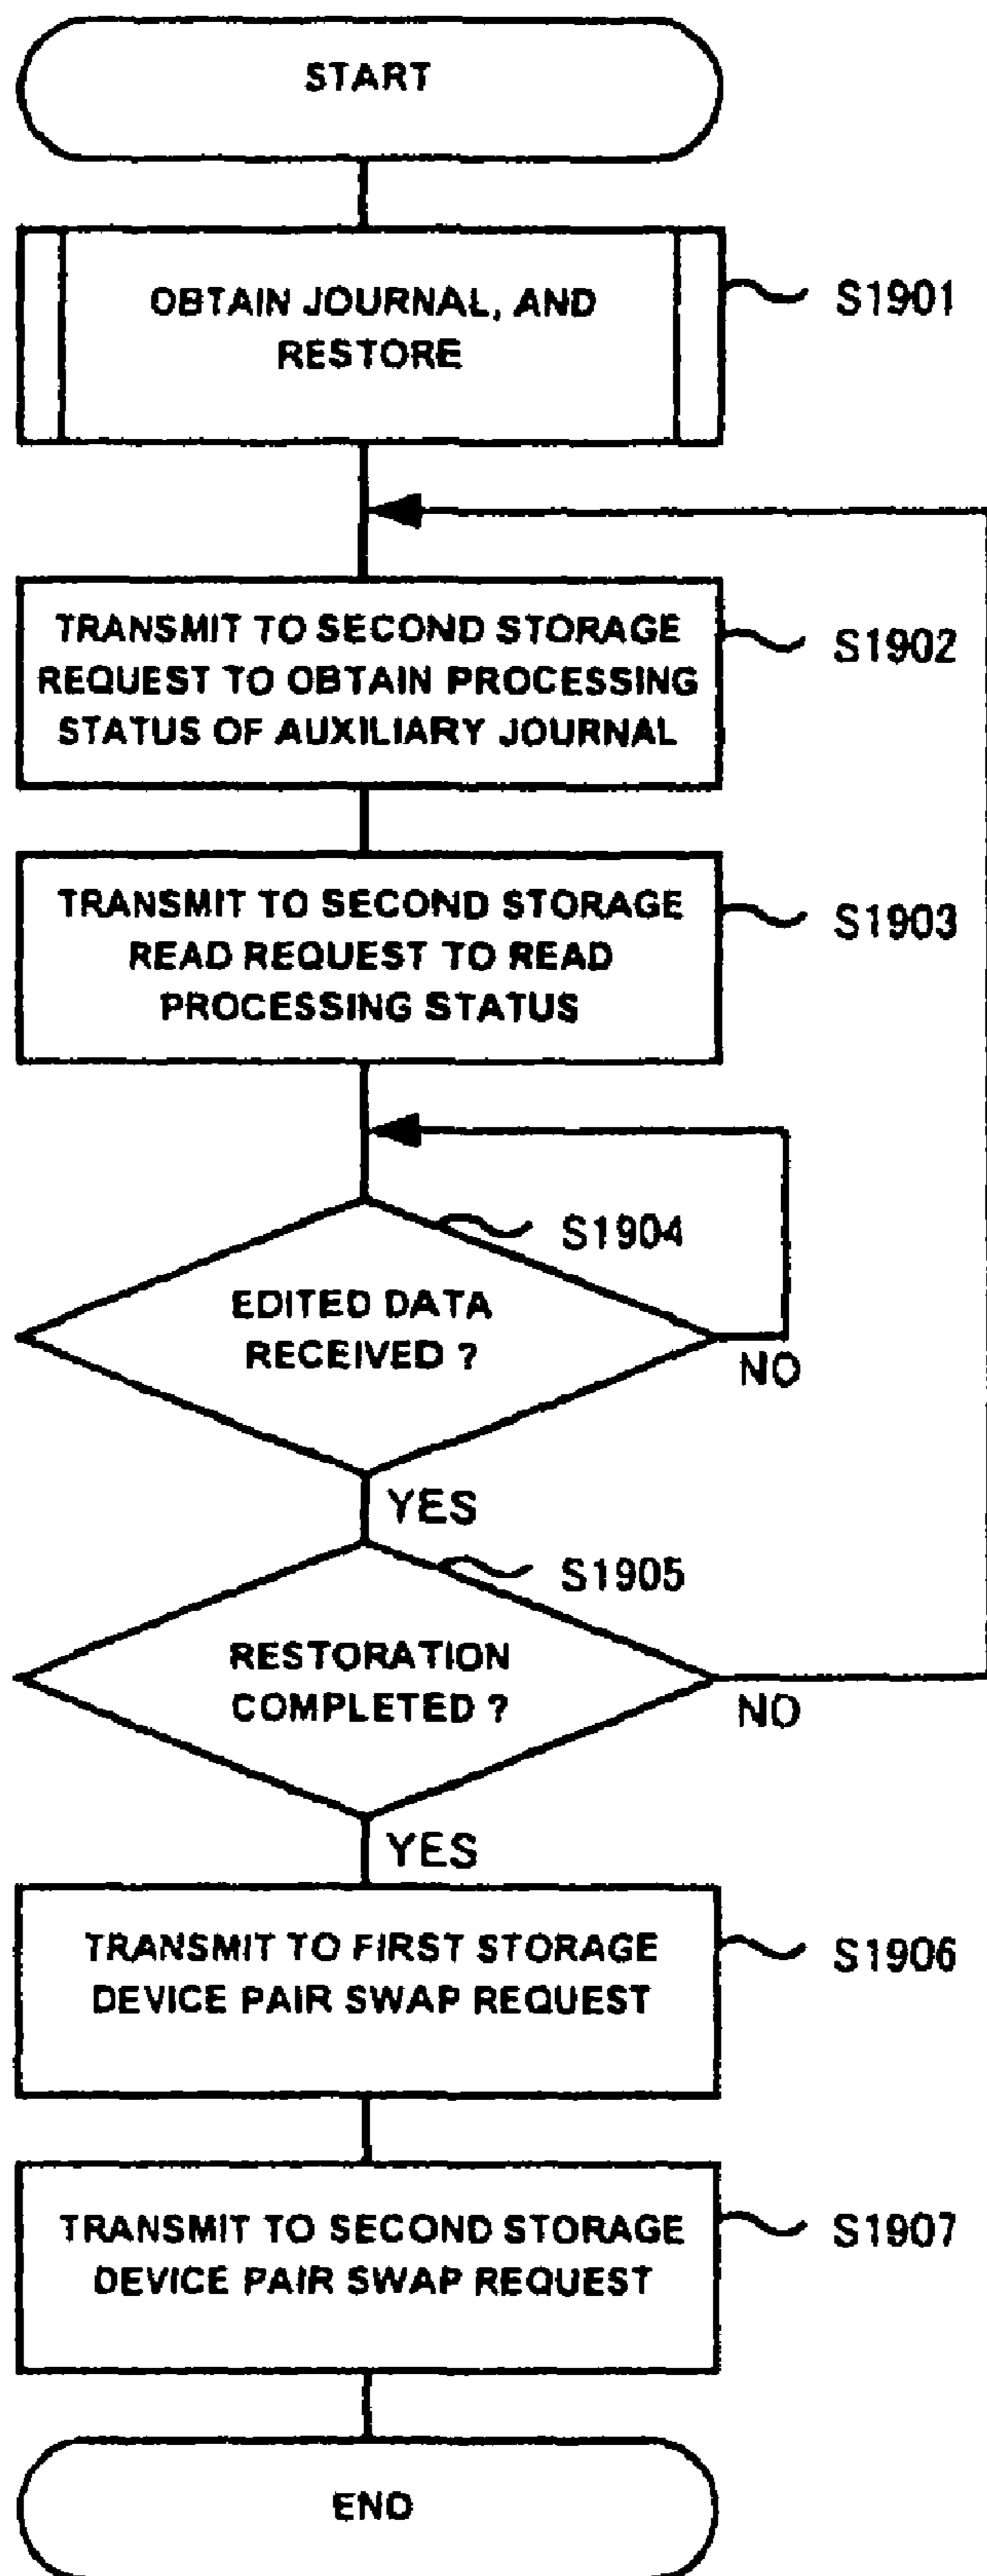 START
OBTAIN JOURNAL, AND
RESTORE
S1901
TRANSMIT TO SECOND STORAGE
REQUEST TO OBTAIN PROCESSING
STATUS OF AUXILIARY JOURNAL
S1902
TRANSMIT TO SECOND STORAGE
READ REQUEST TO READ
PROCESSING STATUS
S1903
S1904
EDITED DATA
RECEIVED ?
NO
YES
S1905
RESTORATION
COMPLETED ?
NO
YES
TRANSMIT TO FIRST STORAGE
DEVICE PAIR SWAP REQUEST
S1906
TRANSMIT TO SECOND STORAGE
DEVICE PAIR SWAP REQUEST
S1907
END